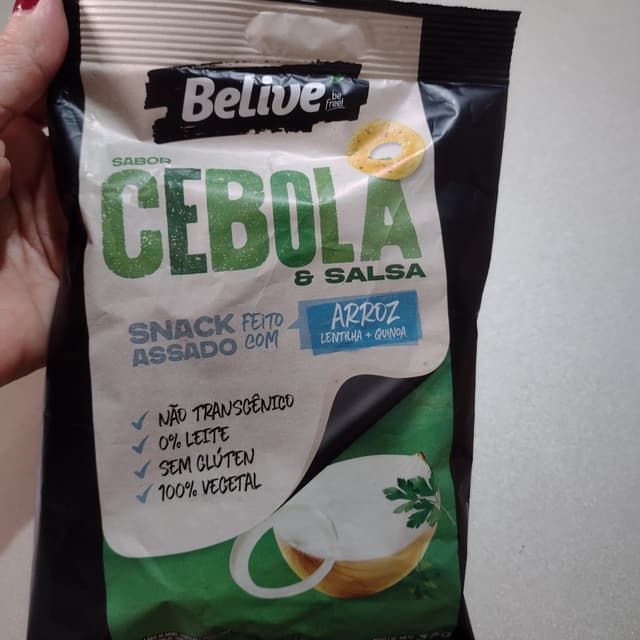 Belive
be free!
SABOR
CEBOLA
& SALSA
SNACK
ASSADO
FEITO
COM
ARROZ
LENTILHA + QUINOA
NÃO TRANSGÊNICO
0% LEITE
SEM GLÚTEN
100% VEGETAL